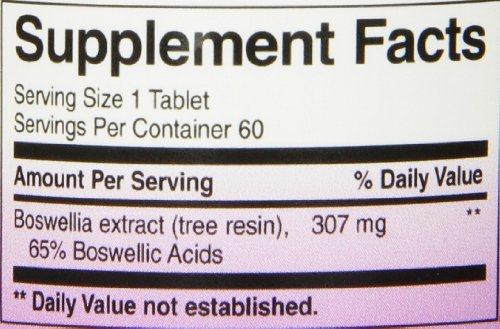 Supplement Facts
Serving Size 1 Tablet
Servings Per Container 60
Amount Per Serving % Daily Value
Boswellia extract (tree resin), 307 mg **
65% Boswellic Acids
** Daily Value not established.